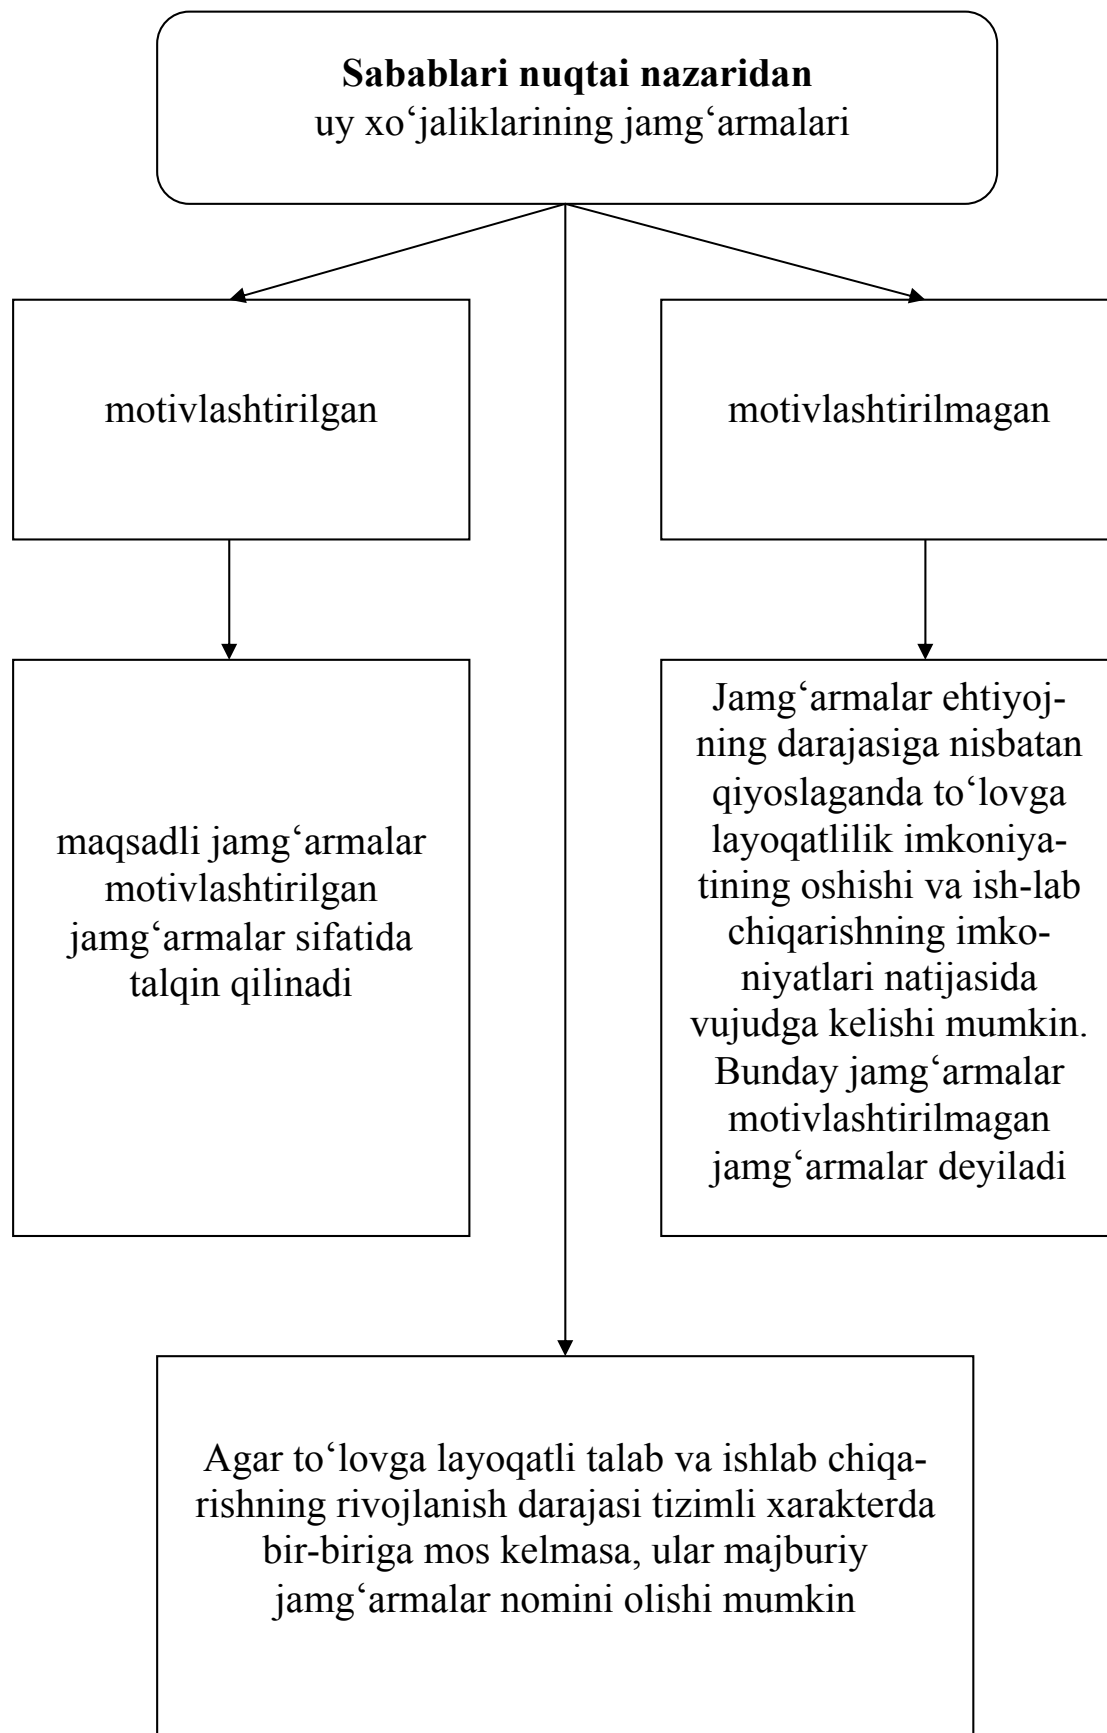 Sabablari nuqtai nazaridan
uy xo‘jaliklarining jamg‘armalari
motivlashtirilgan
motivlashtirilmagan
maqsadli jamg‘armalar
motivlashtirilgan
jamg‘armalar sifatida
talqin qilinadi
Jamg‘armalar ehtiyoj-
ning darajasiga nisbatan
qiyoslaganda to‘lovga
layoqatlilik imkoniya-
tining oshishi va ish-lab
chiqarishning imko-
niyatlari natijasida
vujudga kelishi mumkin.
Bunday jamg‘armalar
motivlashtirilmagan
jamg‘armalar deyiladi
Agar to‘lovga layoqatli talab va ishlab chiqa-
rishning rivojlanish darajasi tizimli xarakterda
bir-biriga mos kelmasa, ular majburiy
jamg‘armalar nomini olishi mumkin